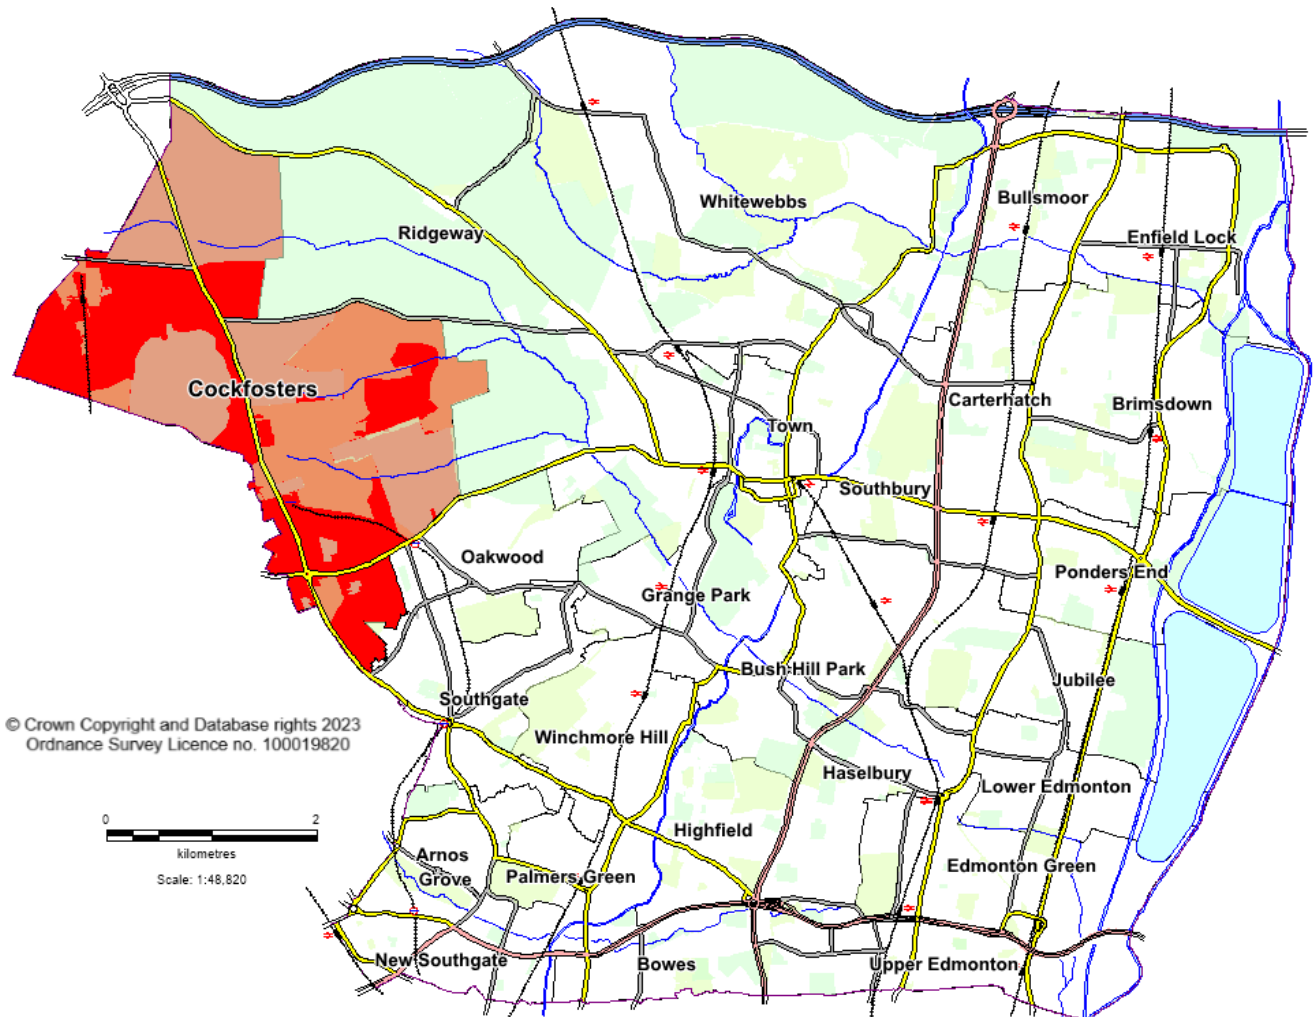 Whitewebbs
Bullsmoor
Ridgeway
Enfield Lock
Cockfosters
Carterhatch
Brimsdown
Town
Southbury
Oakwood
Ponders End
Grange Park
Bush Hill Park
Jubilee
Southgate
© Crown Copyright and Database rights 2023
Ordnance Survey Licence no. 100019820
Winchmore Hill
Haselbury
Lower Edmonton
0 2
kilometres
Scale: 1:48,820
Highfield
Arnos
Grove
Palmers Green
Edmonton Green
New Southgate
Bowes
Upper Edmonton